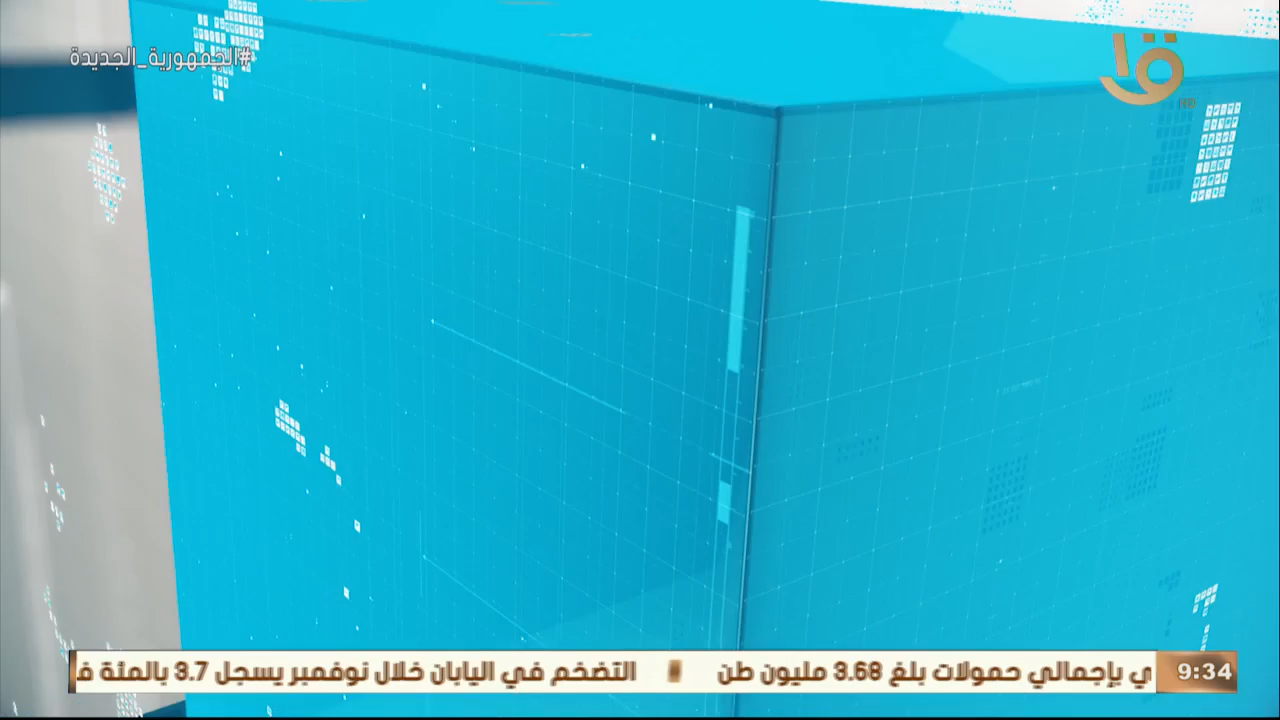 #الجمهورية_الجديدة
HD
9:34
ي بإجمالي حمولات بلغ 3.68 مليون طن
التضخم في اليابان خلال نوفمبر يسجل 3.7 بالمئة ف